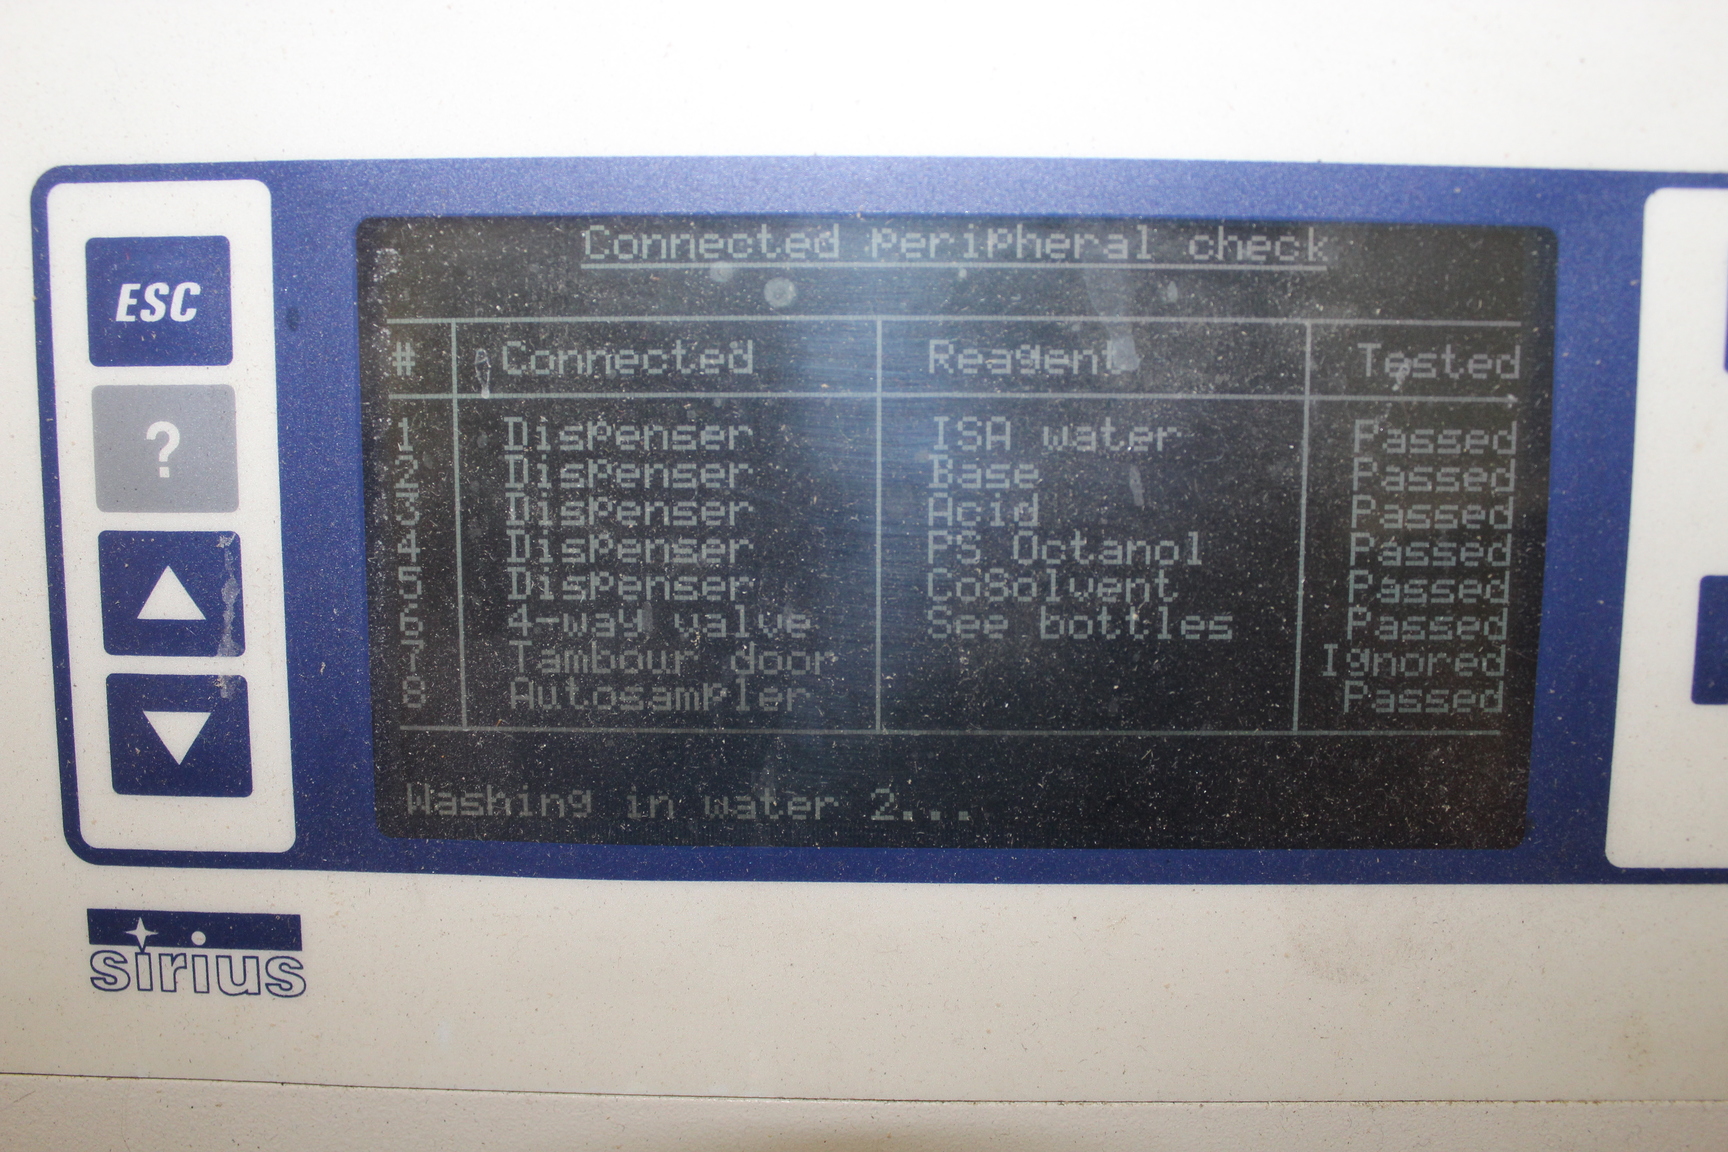 Connected peripheral check
# Connected Reagent Tested
1 Dispenser ISA water Passed
2 Dispenser Base Passed
3 Dispenser Acid Passed
4 Dispenser PS Octanol Passed
5 Dispenser CoSolvent Passed
6 4-way valve See bottles Passed
7 Tambour door Ignored
8 Autosampler Passed
Washing in water 2...
ESC
?
sirius